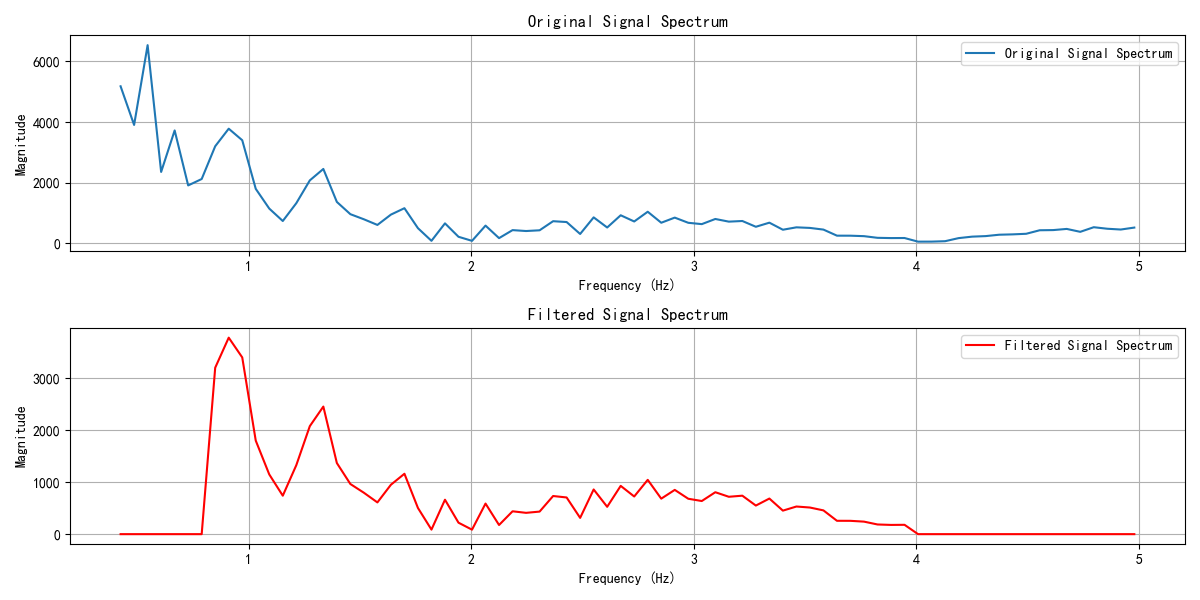 Original Signal Spectrum
Original Signal Spectrum
6000
4000
2000
0
Magnitude
1 2 3 4 5
Frequency (Hz)
Filtered Signal Spectrum
Filtered Signal Spectrum
3000
2000
1000
0
Magnitude
1 2 3 4 5
Frequency (Hz)